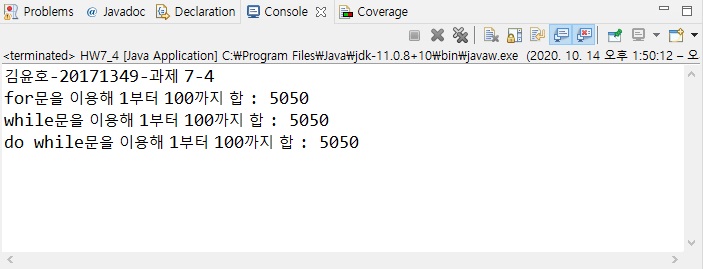 Problems @ Javadoc Declaration Console Coverage
<terminated> HW7_4 [Java Application] C:₩Program Files₩Java₩jdk-11.0.8+10₩bin₩javaw.exe (2020. 10. 14 오후 1:50:12 – 오
김윤호-20171349-과제 7-4
for문을 이용해 1부터 100까지 합 : 5050
while문을 이용해 1부터 100까지 합 : 5050
do while문을 이용해 1부터 100까지 합 : 5050